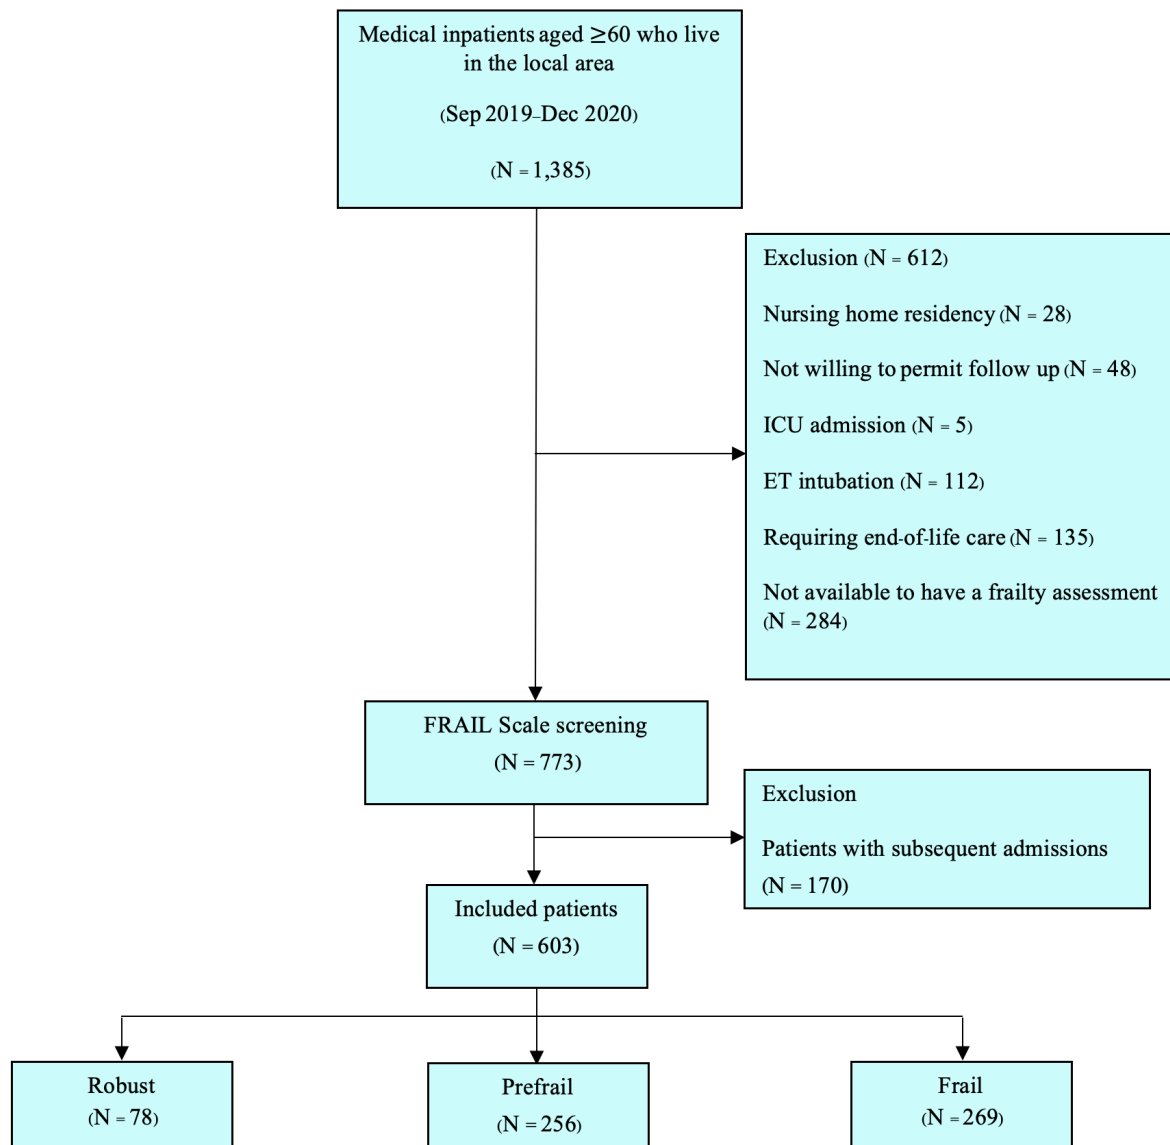 Medical inpatients aged ≥60 who live
in the local area
(Sep 2019–Dec 2020)
(N = 1,385)
Exclusion (N = 612)
Nursing home residency (N = 28)
Not willing to permit follow up (N = 48)
ICU admission (N = 5)
ET intubation (N = 112)
Requiring end-of-life care (N = 135)
Not available to have a frailty assessment
(N = 284)
FRAIL Scale screening
(N = 773)
Exclusion
Patients with subsequent admissions
(N = 170)
Included patients
(N = 603)
Robust
(N = 78)
Prefrail
(N = 256)
Frail
(N = 269)